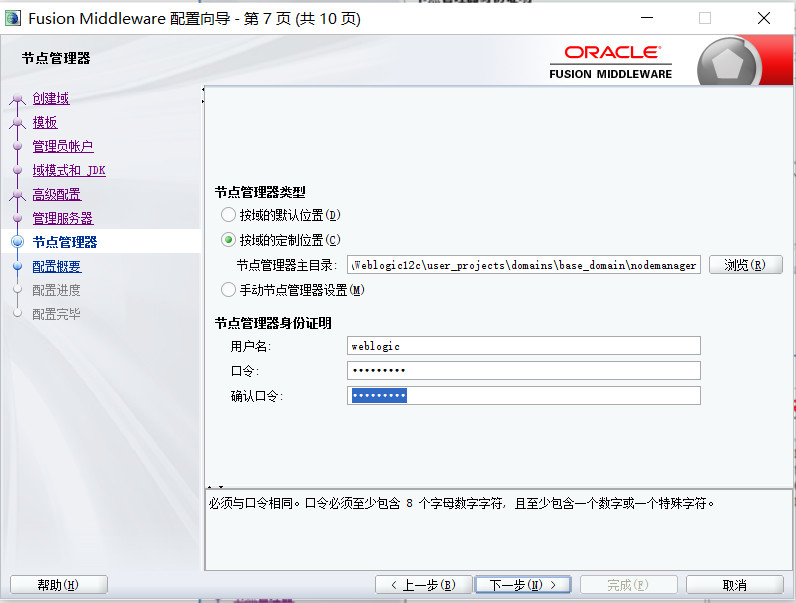 Fusion Middleware 配置向导 - 第 7 页 (共 10 页)
节点管理器
ORACLE
FUSION MIDDLEWARE
创建域
模板
管理员帐户
域模式和 JDK
高级配置
管理服务器
节点管理器
配置概要
配置进度
配置完毕
节点管理器类型
按域的默认位置(D)
按域的定制位置(C)
节点管理器主目录: \Weblogic12c\user_projects\domains\base_domain\nodemanager 浏览(R)
手动节点管理器设置(M)
节点管理器身份证明
用户名: weblogic
口令: •••••••••
确认口令: •••••••••
必须与口令相同。口令必须至少包含 8 个字母数字字符, 且至少包含一个数字或一个特殊字符。
帮助(H) < 上一步(B) 下一步(N) > 完成(F) 取消